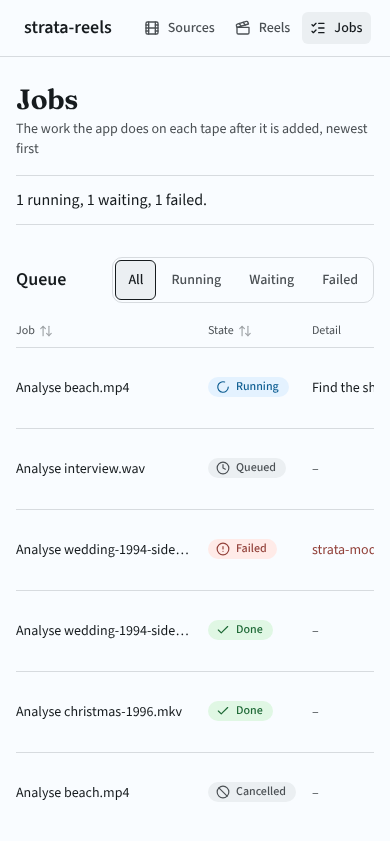 strata-reels Sources Reels Jobs
Jobs
The work the app does on each tape after it is added, newest
first
1 running, 1 waiting, 1 failed.
Queue All Running Waiting Failed
Job State Detail
Analyse beach.mp4 Running Find the sh
Analyse interview.wav Queued –
Analyse wedding-1994-side… Failed strata-moc
Analyse wedding-1994-side… Done –
Analyse christmas-1996.mkv Done –
Analyse beach.mp4 Cancelled –